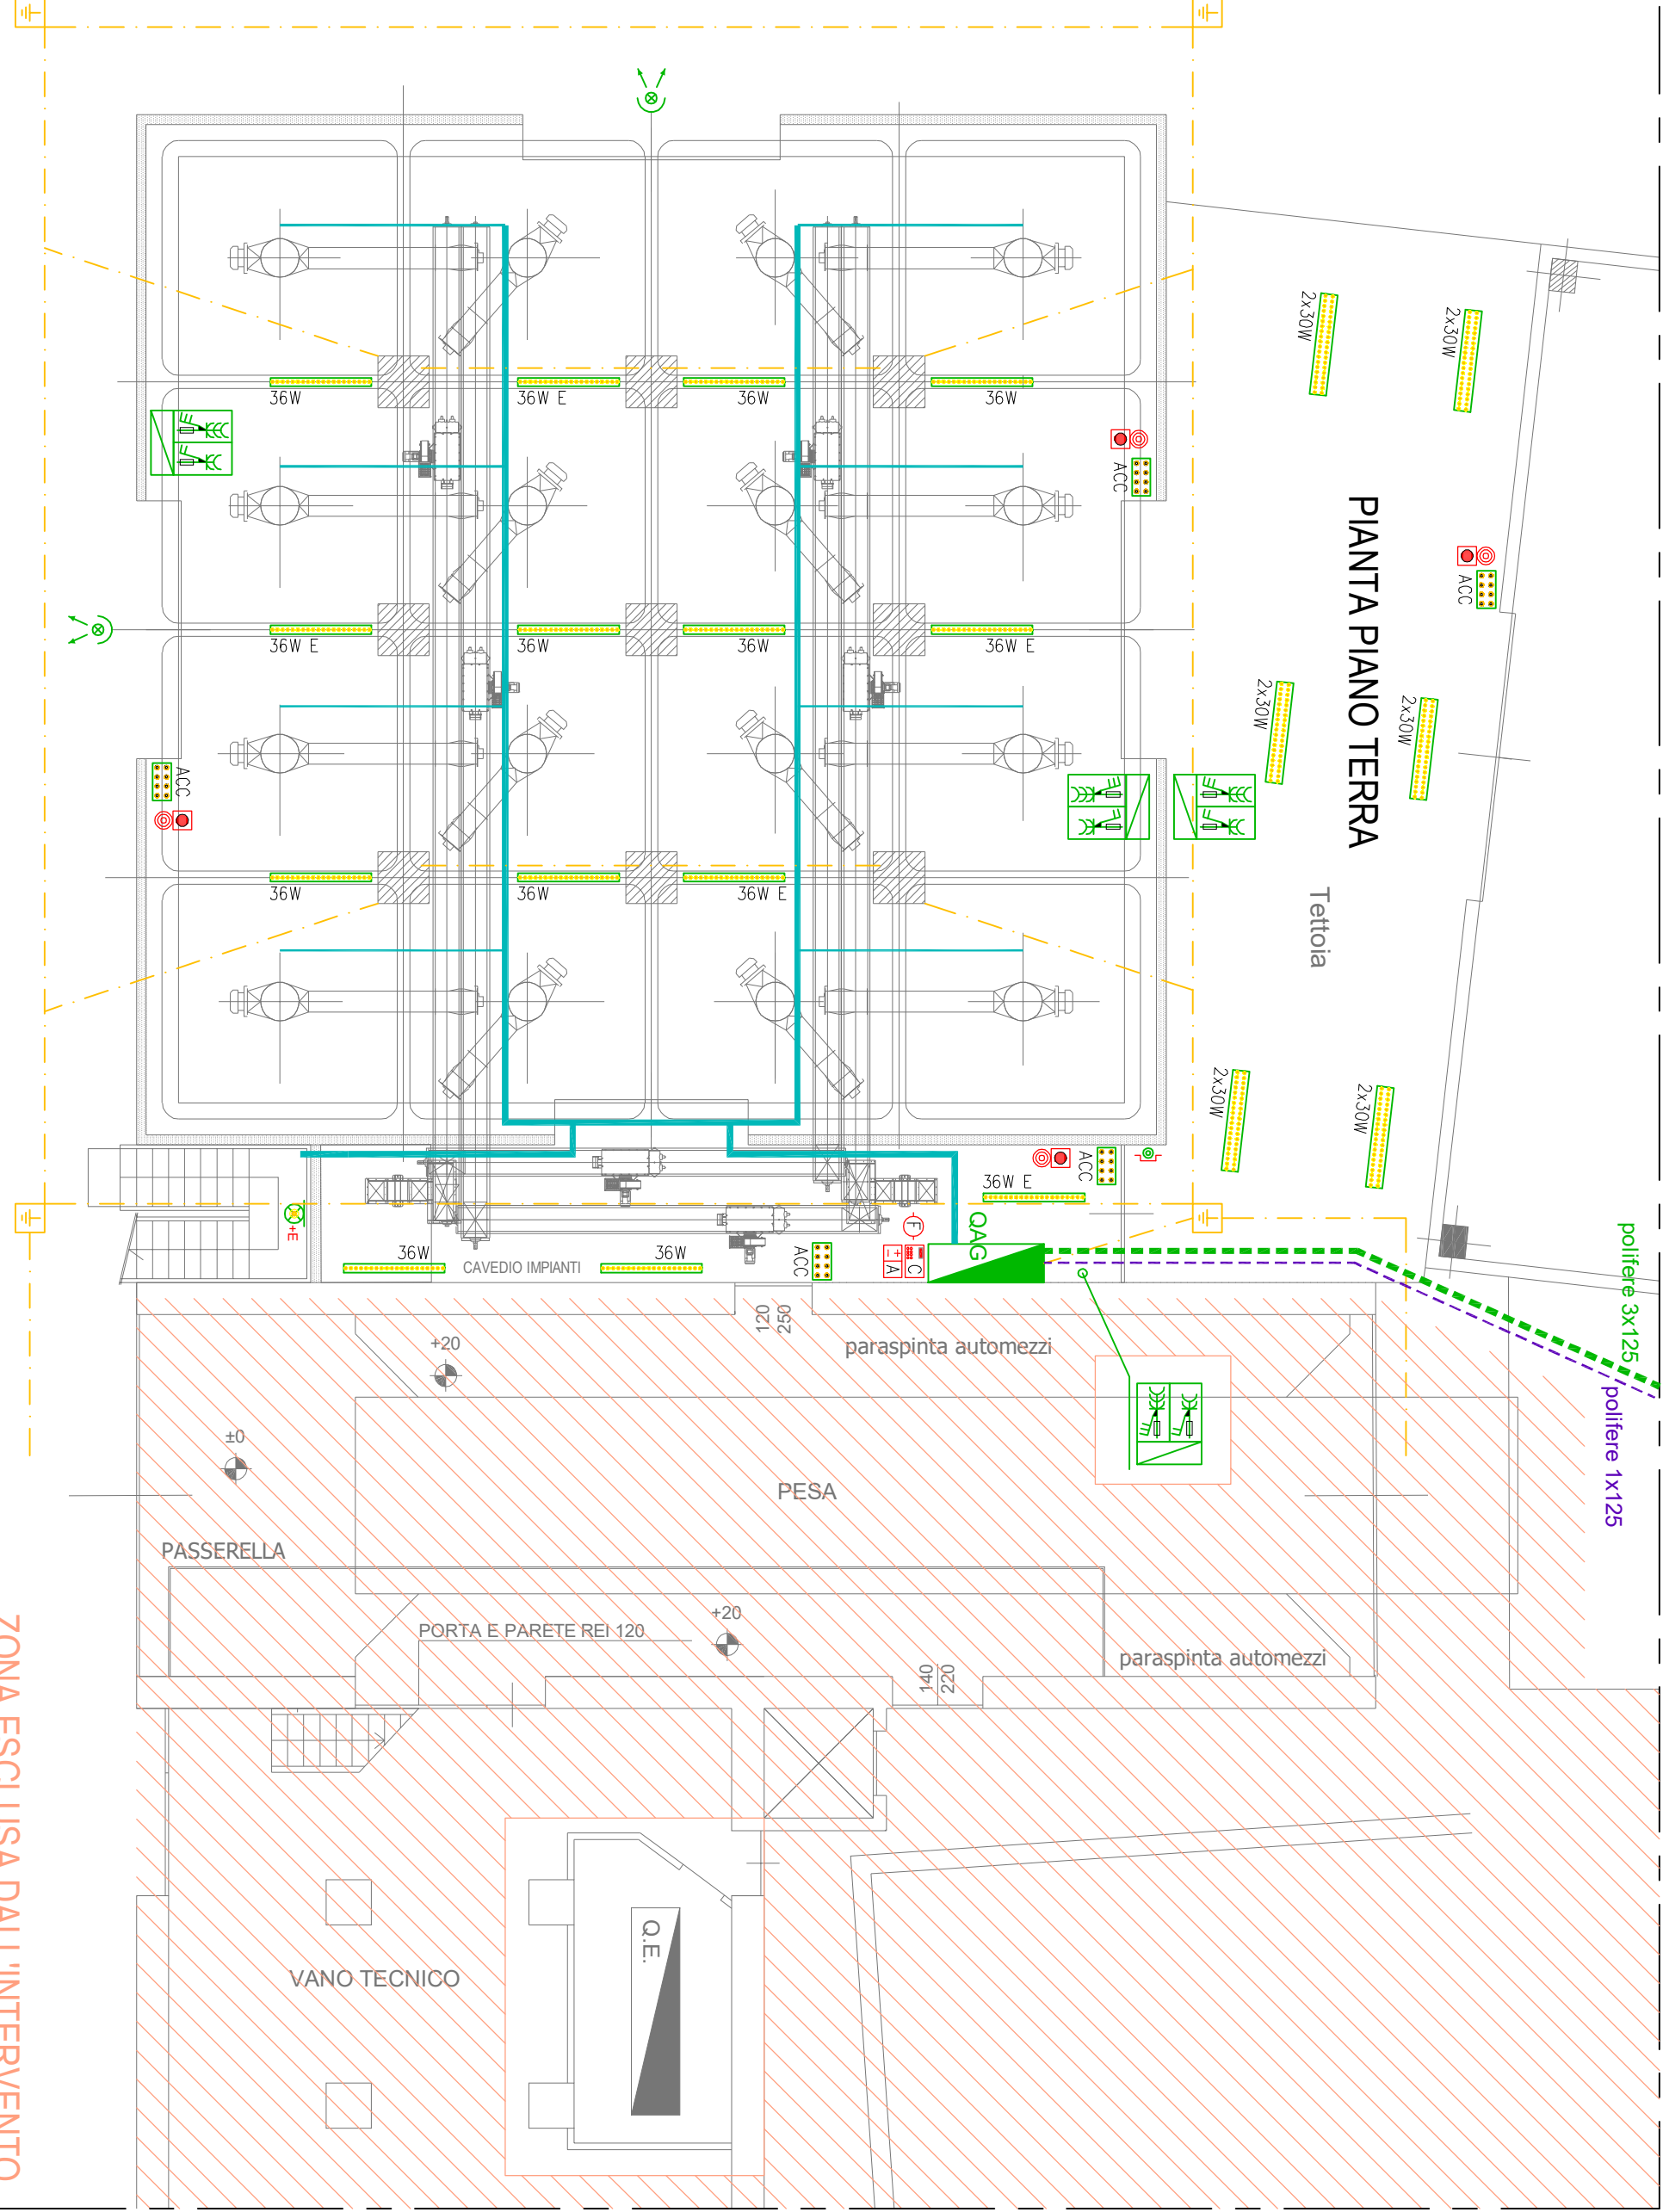 2x30W
2x30W
36W
36W E
36W
36W
ACC
PIANTA PIANO TERRA
ACC
36W E
36W
36W
36W E
2x30W
2x30W
ACC
36W
36W
36W E
Tettoia
2x30W
2x30W
ACC
36W E
+E
F
QAG
polifere 3x125
36W
36W
ACC
- + A
C
CAVEDIO IMPIANTI
120
250
+20
paraspinta automezzi
polifere 1x125
±0
PESA
PASSERELLA
+20
PORTA E PARETE REI 120
paraspinta automezzi
140
220
ZONA ESCLUSA DALL'INTERVENTO
Q.E.
VANO TECNICO